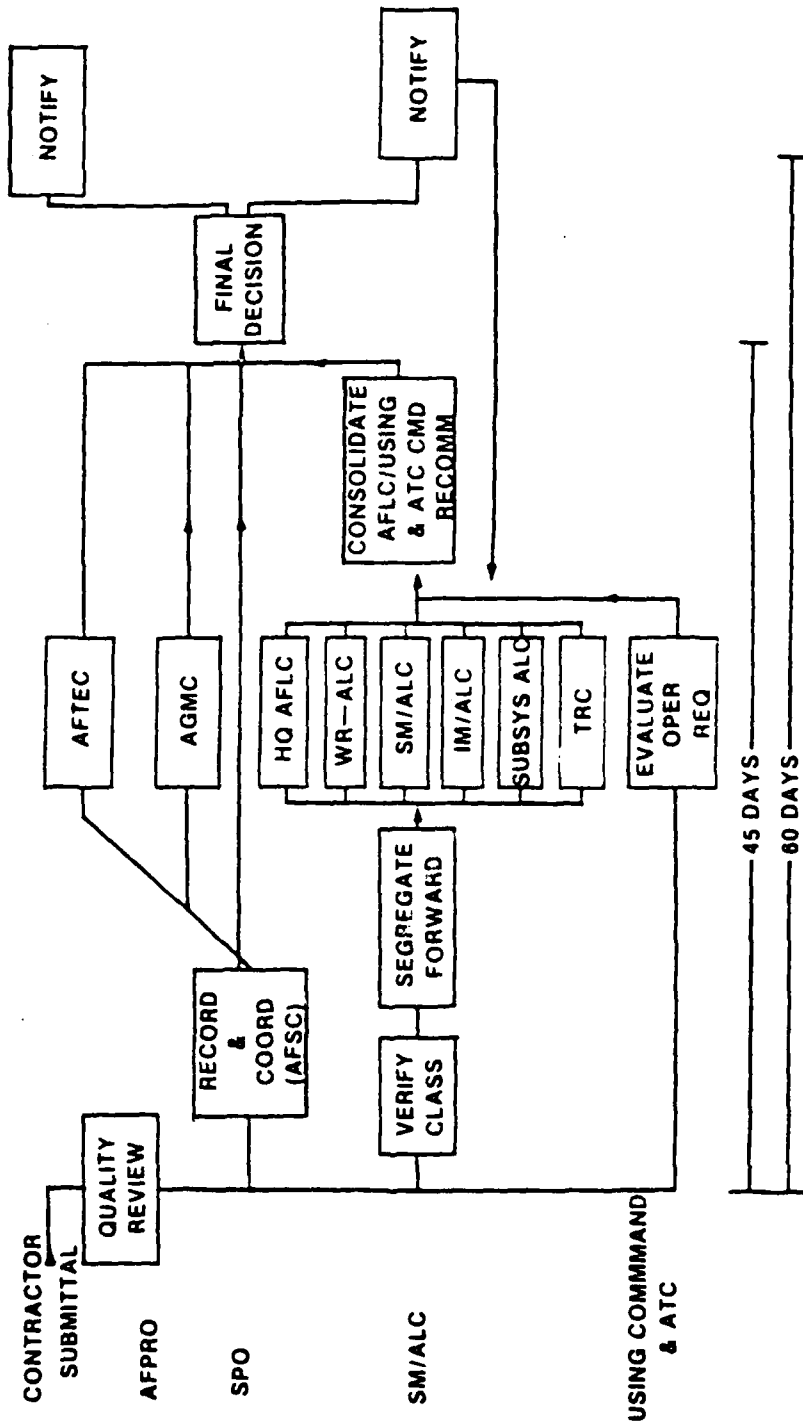 CONTRACTOR
SUBMITTAL
AFPRO
SPO
SM/ALC
USING COMMMAND
& ATC
QUALITY
REVIEW
RECORD
&
COORD
(AFSC)
VERIFY
CLASS
SEGREGATE
FORWARD
AFTEC
AGMC
HQ AFLC
WR-ALC
SM/ALC
IM/ALC
SUBSYS ALC
TRC
EVALUATE
OPER
REQ
CONSOLIDATE
AFLC/USING
& ATC CMD
RECOMM
FINAL
DECISION
NOTIFY
NOTIFY
45 DAYS
60 DAYS